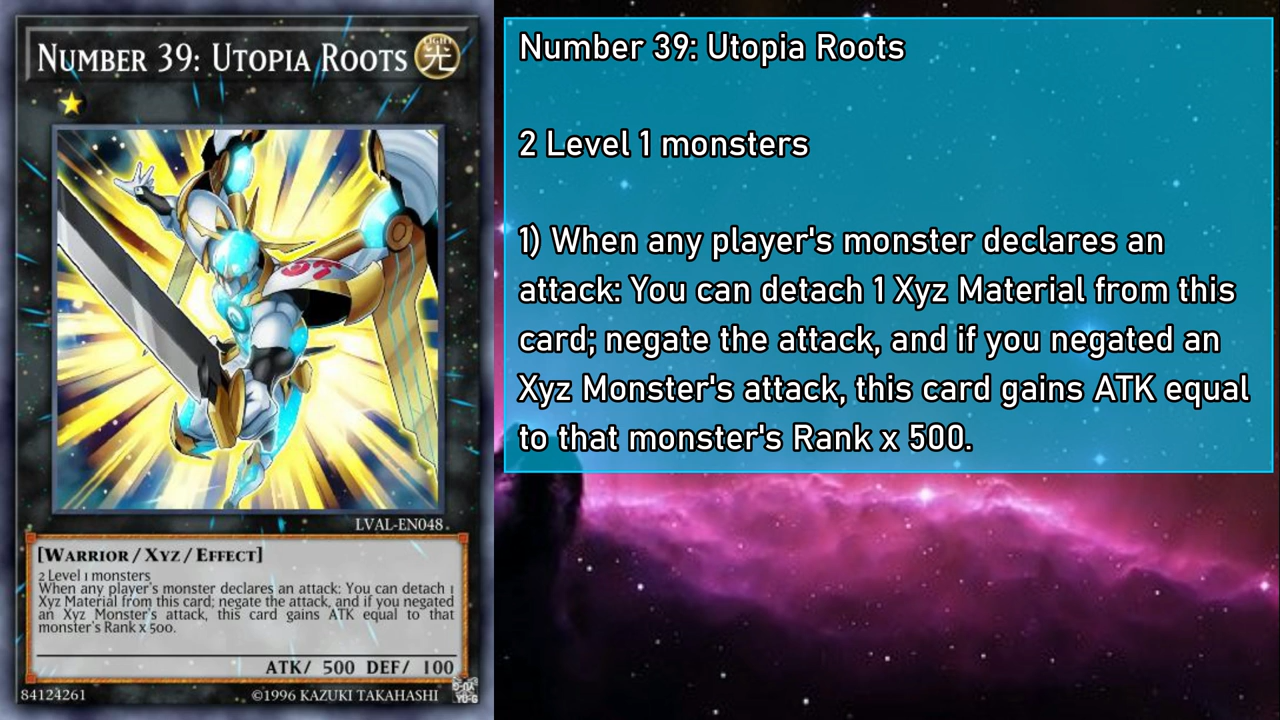 NUMBER 39: UTOPIA ROOTS
LIGHT
光
39
LVAL-EN048
[WARRIOR / XYZ / EFFECT]
2 Level 1 monsters
When any player's monster declares an attack: You can detach 1
Xyz Material from this card; negate the attack, and if you negated
an Xyz Monster's attack, this card gains ATK equal to that
monster's Rank x 500.
ATK/ 500 DEF/ 100
84124261
©1996 KAZUKI TAKAHASHI
Number 39: Utopia Roots
2 Level 1 monsters
1) When any player's monster declares an
attack: You can detach 1 Xyz Material from this
card; negate the attack, and if you negated an
Xyz Monster's attack, this card gains ATK equal
to that monster's Rank x 500.